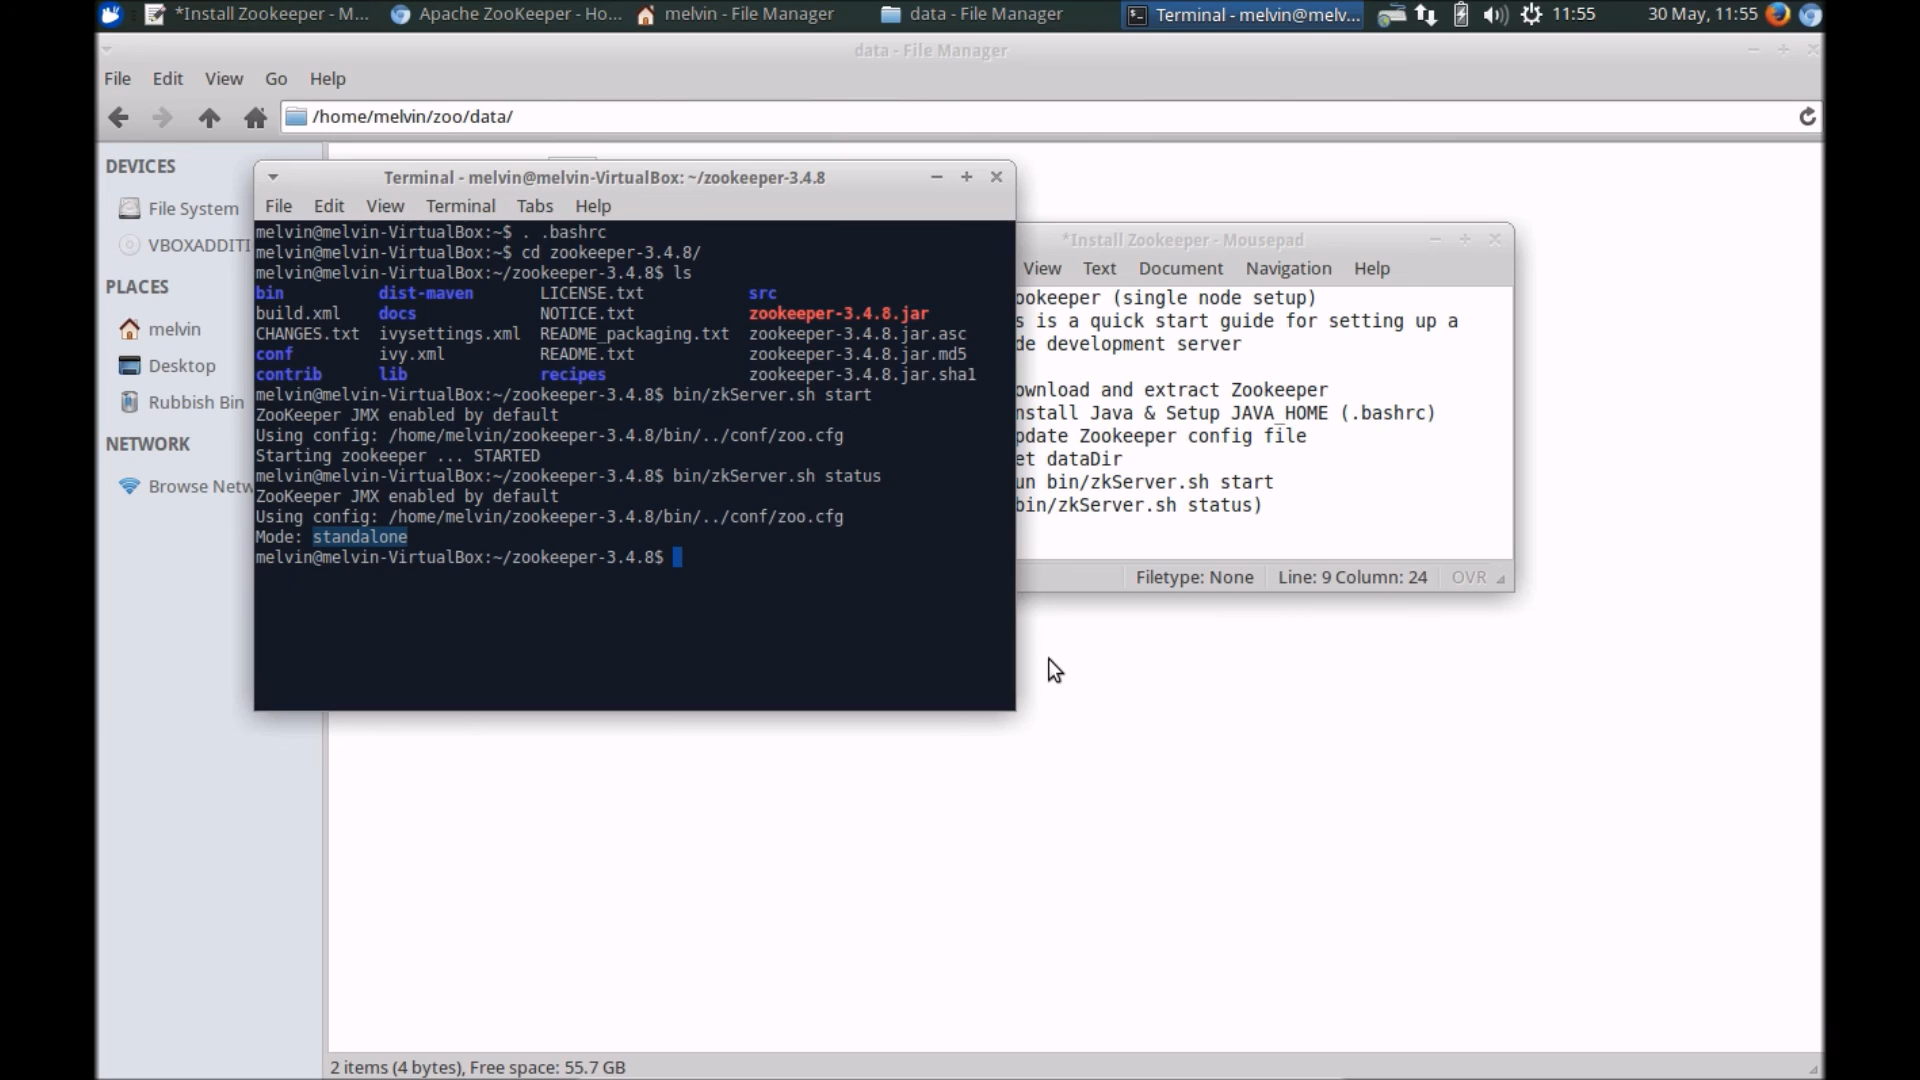 *Install Zookeeper - M...
Apache ZooKeeper - Ho...
melvin - File Manager
data - File Manager
Terminal - melvin@melv...
11:55
30 May, 11:55
data - File Manager
File Edit View Go Help
/home/melvin/zoo/data/
DEVICES
File System
VBOXADDITI
PLACES
melvin
Desktop
Rubbish Bin
NETWORK
Browse Netw
Terminal - melvin@melvin-VirtualBox: ~/zookeeper-3.4.8
File Edit View Terminal Tabs Help
melvin@melvin-VirtualBox:~$ . .bashrc
melvin@melvin-VirtualBox:~$ cd zookeeper-3.4.8/
melvin@melvin-VirtualBox:~/zookeeper-3.4.8$ ls
bin dist-maven LICENSE.txt src
build.xml docs NOTICE.txt zookeeper-3.4.8.jar
CHANGES.txt ivysettings.xml README_packaging.txt zookeeper-3.4.8.jar.asc
conf ivy.xml README.txt zookeeper-3.4.8.jar.md5
contrib lib recipes zookeeper-3.4.8.jar.sha1
melvin@melvin-VirtualBox:~/zookeeper-3.4.8$ bin/zkServer.sh start
ZooKeeper JMX enabled by default
Using config: /home/melvin/zookeeper-3.4.8/bin/../conf/zoo.cfg
Starting zookeeper ... STARTED
melvin@melvin-VirtualBox:~/zookeeper-3.4.8$ bin/zkServer.sh status
ZooKeeper JMX enabled by default
Using config: /home/melvin/zookeeper-3.4.8/bin/../conf/zoo.cfg
Mode: standalone
melvin@melvin-VirtualBox:~/zookeeper-3.4.8$
*Install Zookeeper - Mousepad
View Text Document Navigation Help
ookeeper (single node setup)
s is a quick start guide for setting up a
de development server
ownload and extract Zookeeper
nstall Java & Setup JAVA_HOME (.bashrc)
pdate Zookeeper config file
et dataDir
un bin/zkServer.sh start
bin/zkServer.sh status)
Filetype: None Line: 9 Column: 24 OVR
2 items (4 bytes), Free space: 55.7 GB